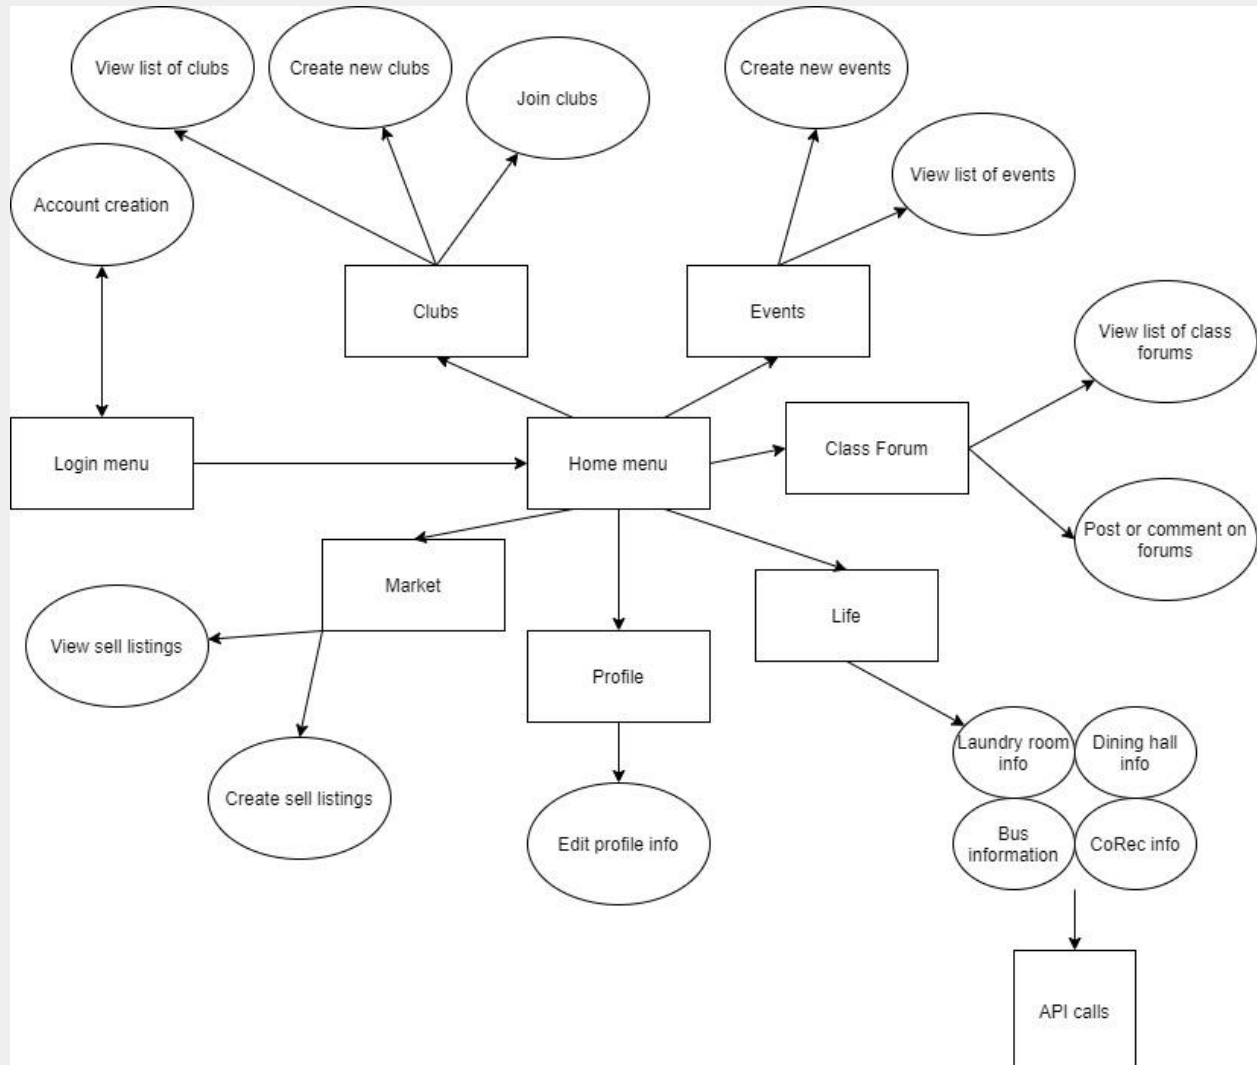 View list of clubs
Create new clubs
Join clubs
Create new events
View list of events
Account creation
Clubs
Events
View list of class
forums
Login menu
Home menu
Class Forum
Post or comment on
forums
Market
Life
View sell listings
Profile
Laundry room
info
Dining hall
info
Create sell listings
Edit profile info
Bus
information
CoRec info
API calls